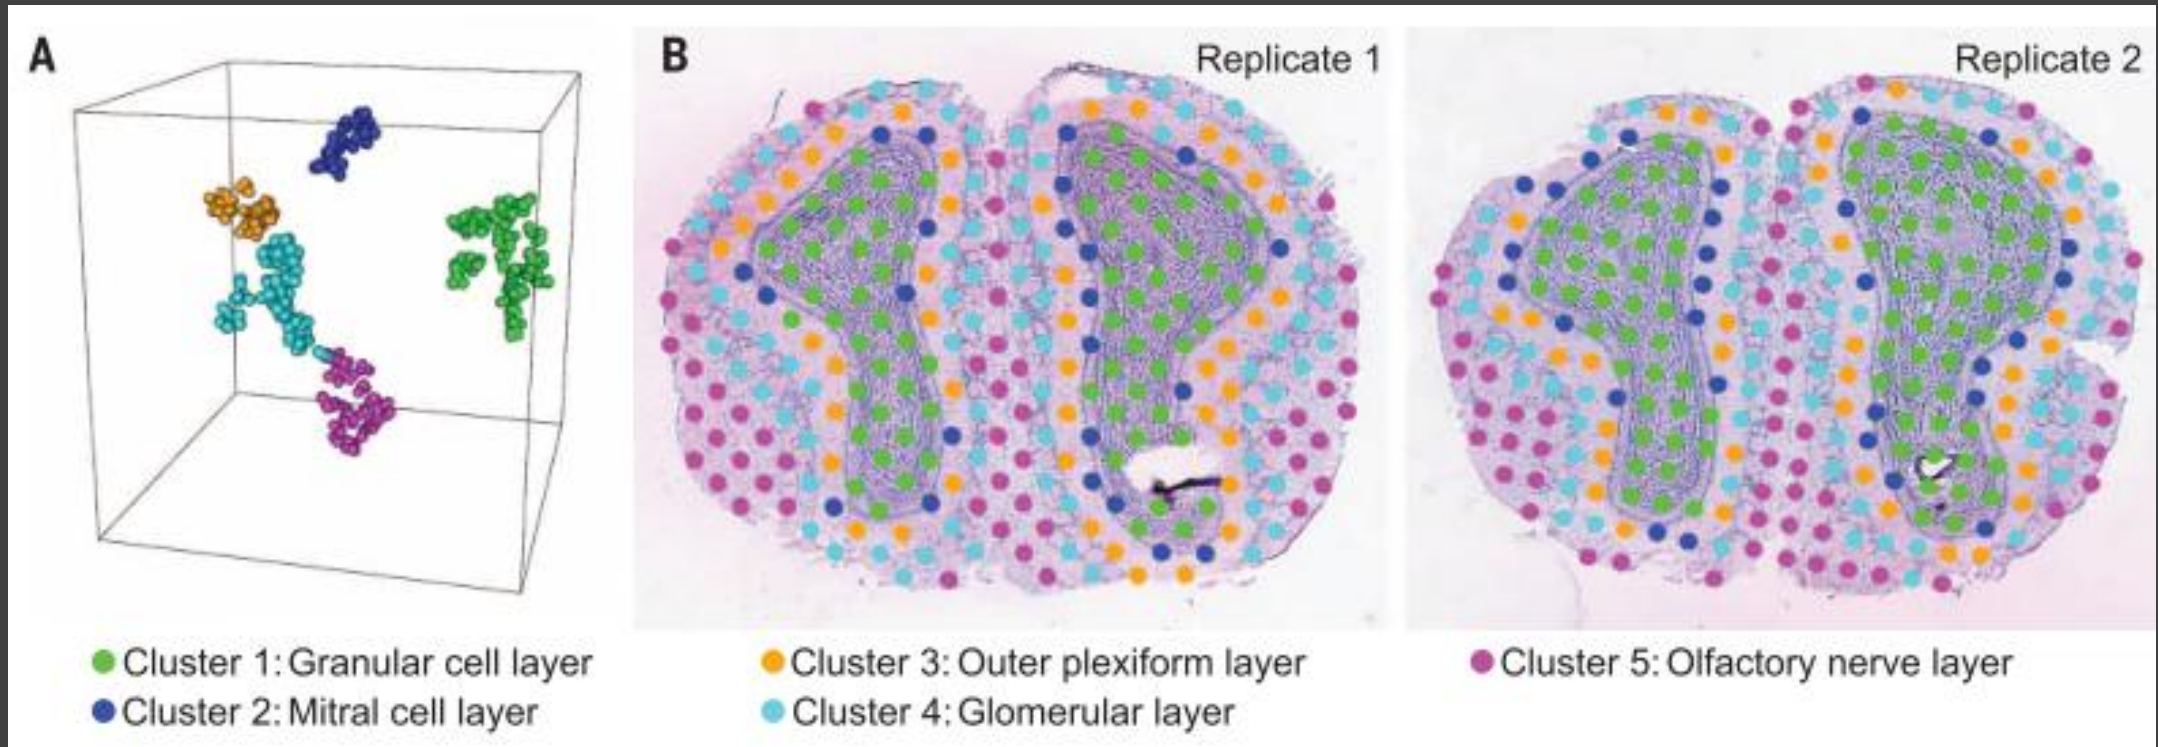 A
B
Replicate 1
Replicate 2
Cluster 1: Granular cell layer
Cluster 2: Mitral cell layer
Cluster 3: Outer plexiform layer
Cluster 4: Glomerular layer
Cluster 5: Olfactory nerve layer